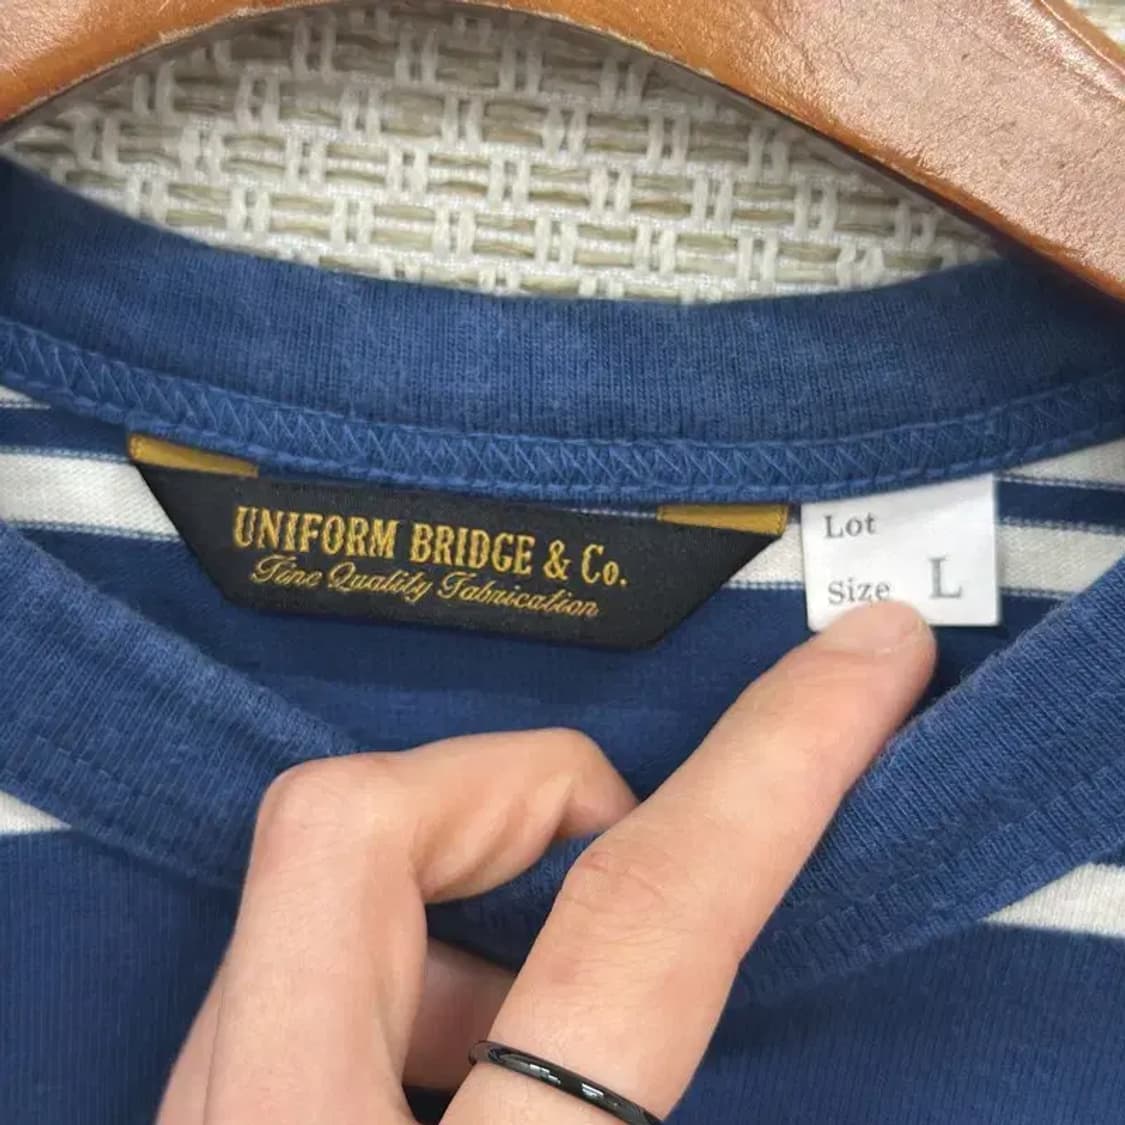 UNIFORM BRIDGE & Co.
Fine Quality Fabrication
Lot
Size L